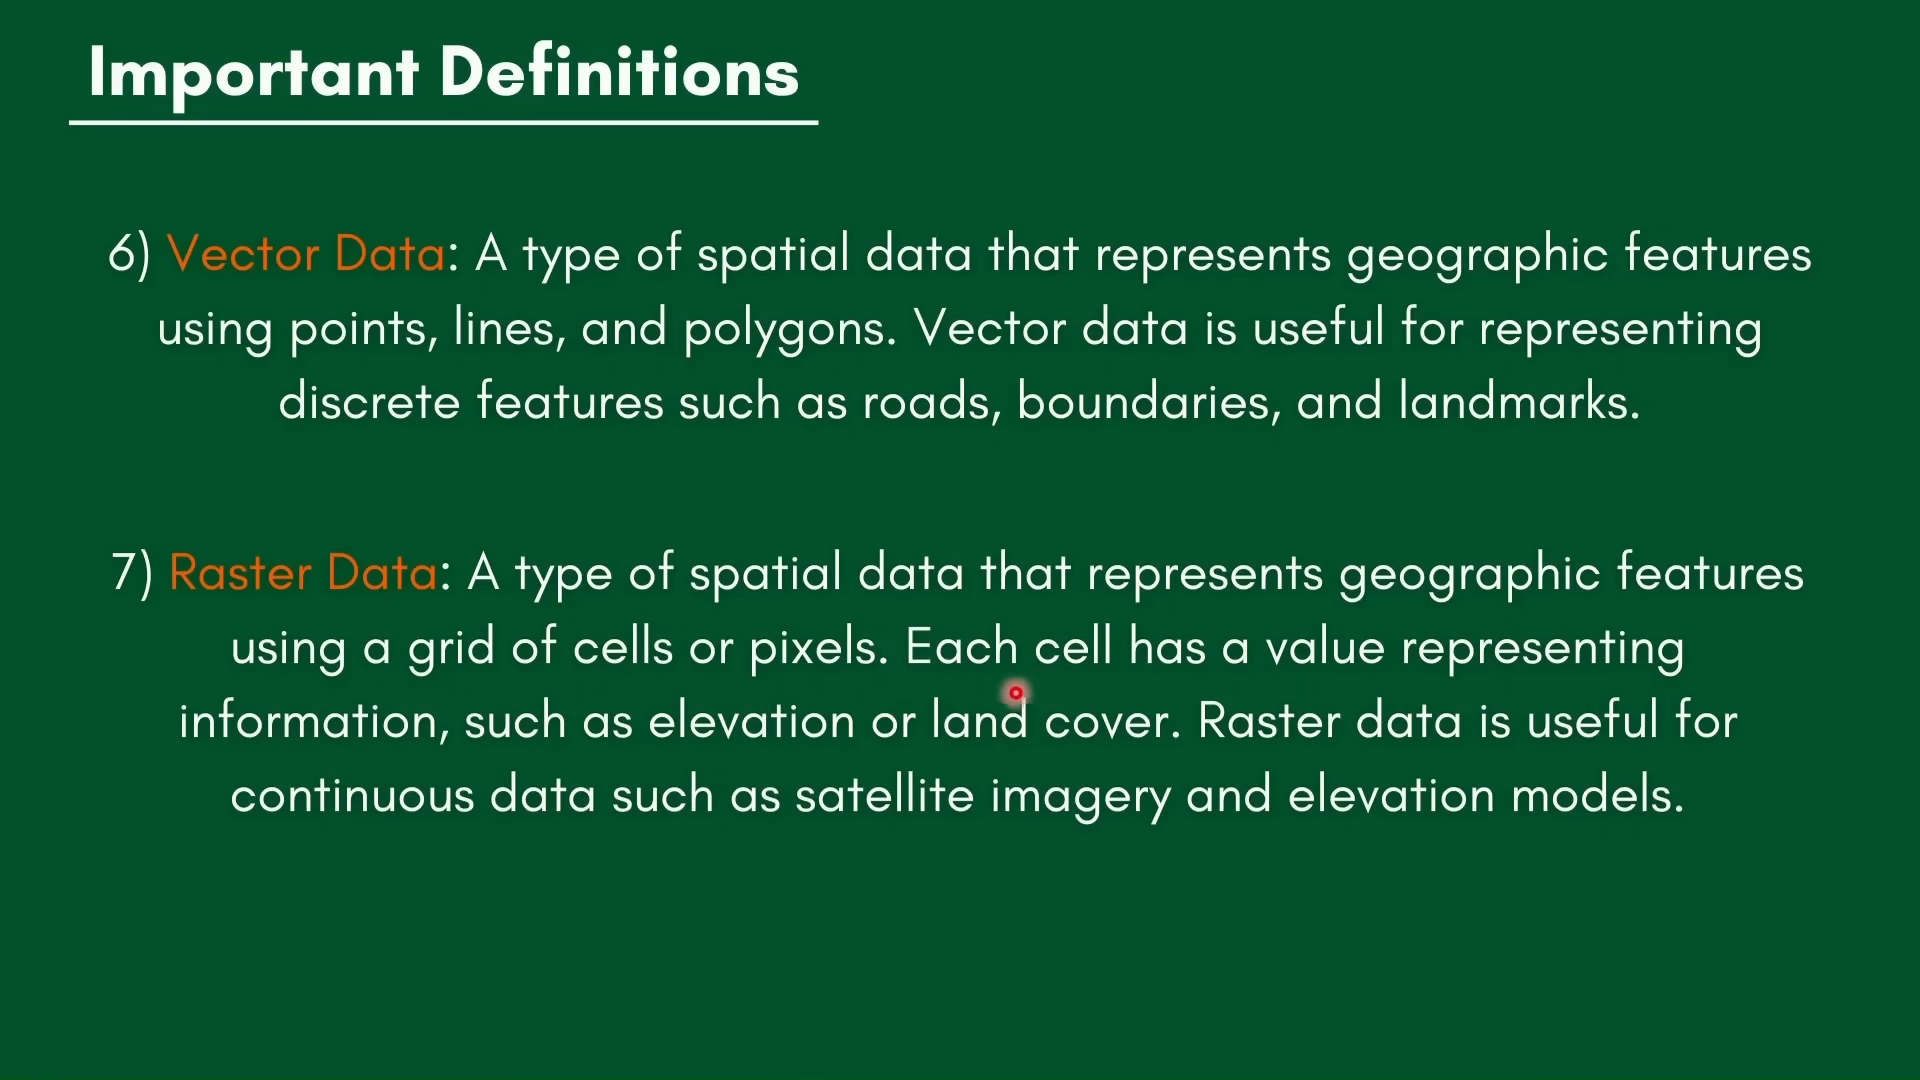 Important Definitions
6) Vector Data: A type of spatial data that represents geographic features
using points, lines, and polygons. Vector data is useful for representing
discrete features such as roads, boundaries, and landmarks.
7) Raster Data: A type of spatial data that represents geographic features
using a grid of cells or pixels. Each cell has a value representing
information, such as elevation or land cover. Raster data is useful for
continuous data such as satellite imagery and elevation models.